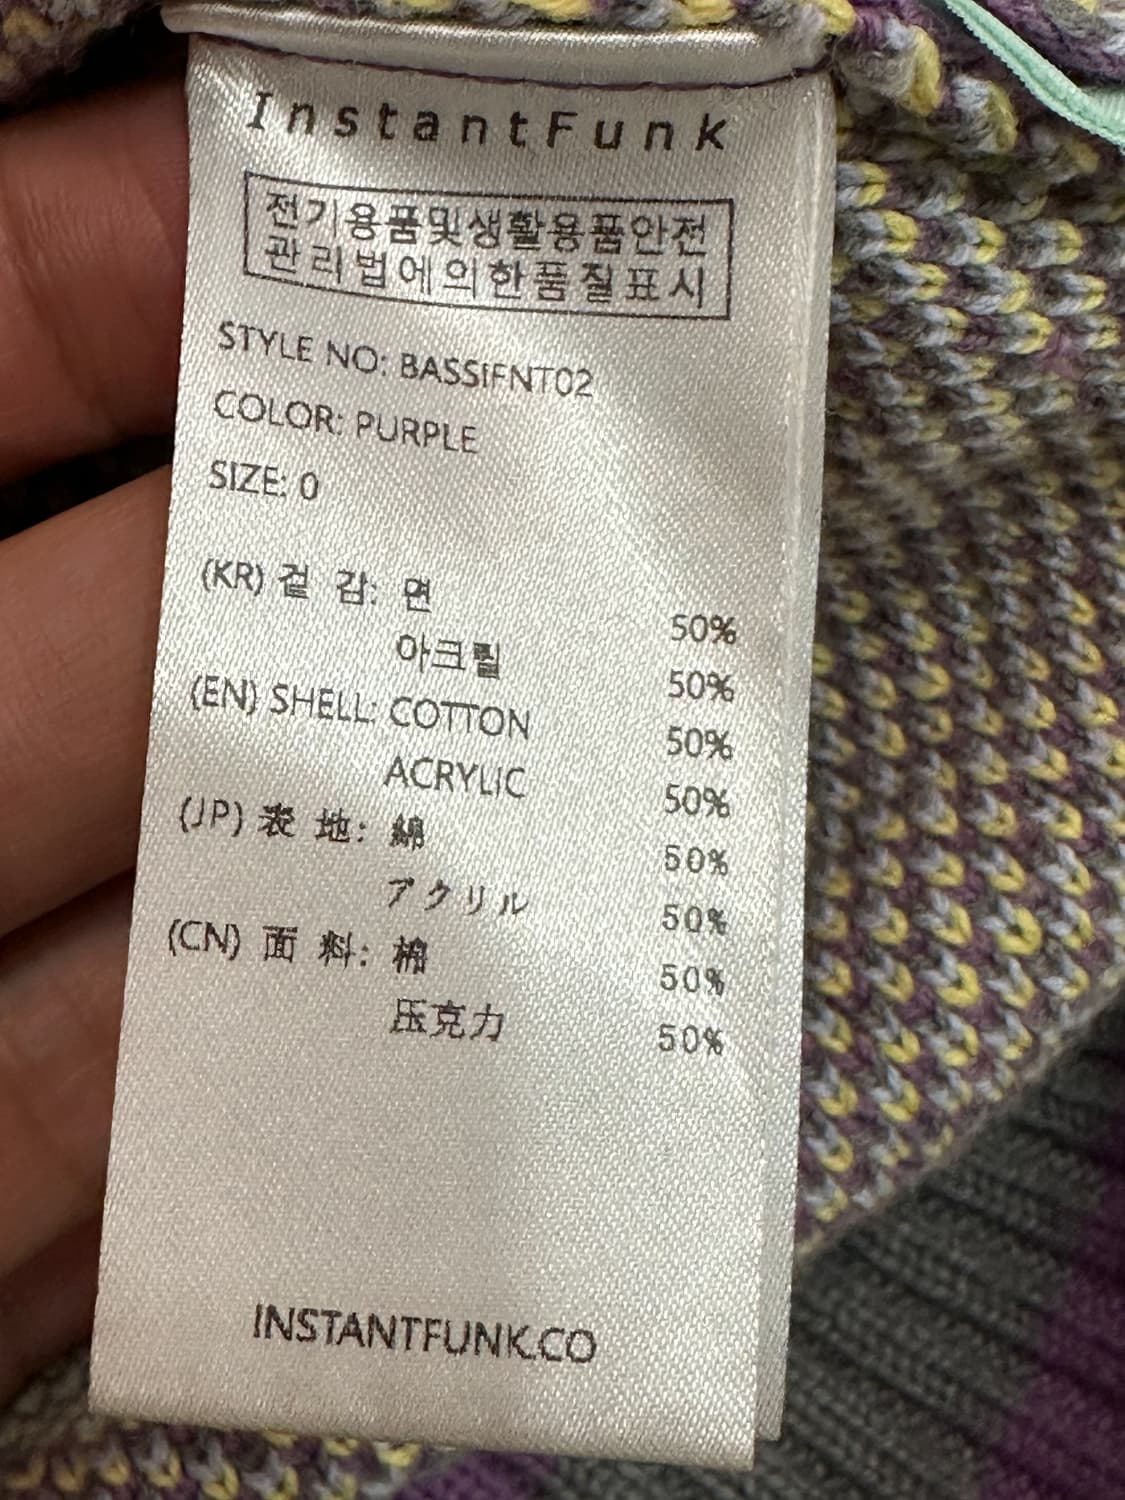 InstantFunk
전기용품및생활용품안전
관리법에의한품질표시
STYLE NO: BASSIFNT02
COLOR: PURPLE
SIZE: 0
(KR) 겉 감: 면 50%
아크릴 50%
(EN) SHELL: COTTON 50%
ACRYLIC 50%
(JP) 表 地: 綿 50%
アクリル 50%
(CN) 面 料: 棉 50%
压克力 50%
INSTANTFUNK.CO